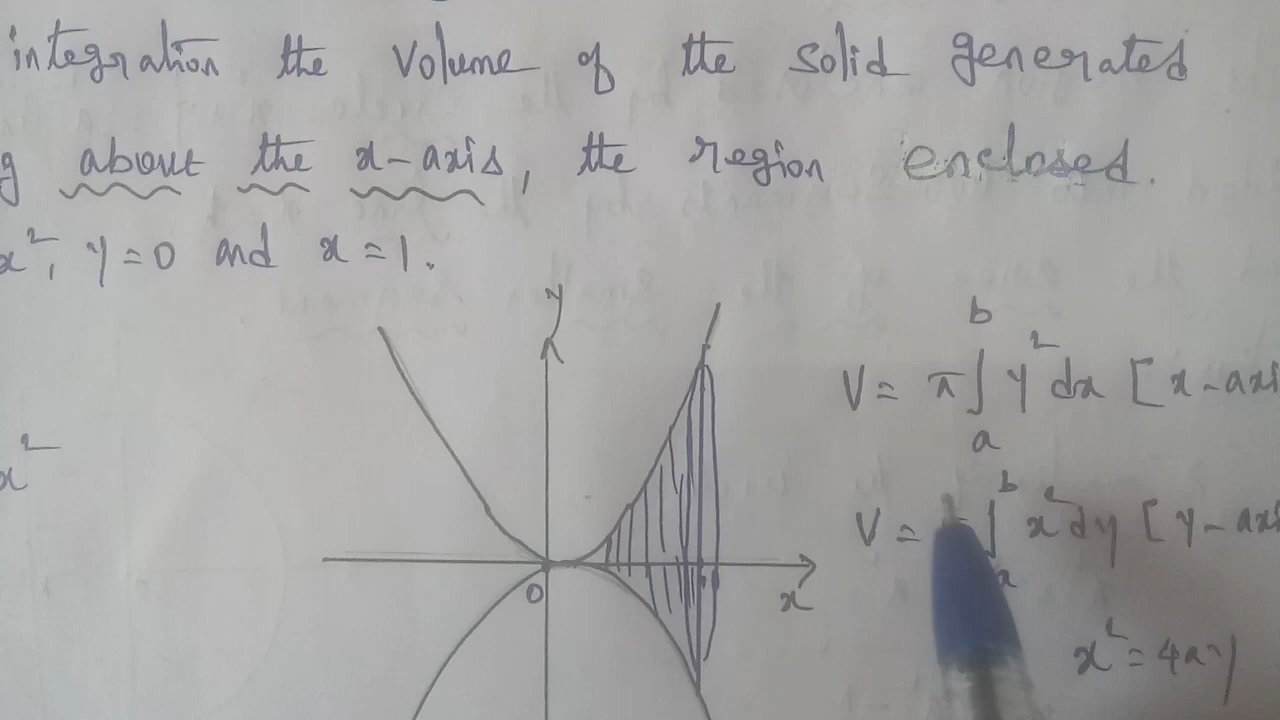 integration the volume of the solid generated
g about the x-axis, the region enclosed.
x², y = 0 and x = 1.
y
b
V = π∫ y² dx [x-axi
a
x²
b
V = ∫ x² dy [y-axi
a
0
x
x² = 4ay